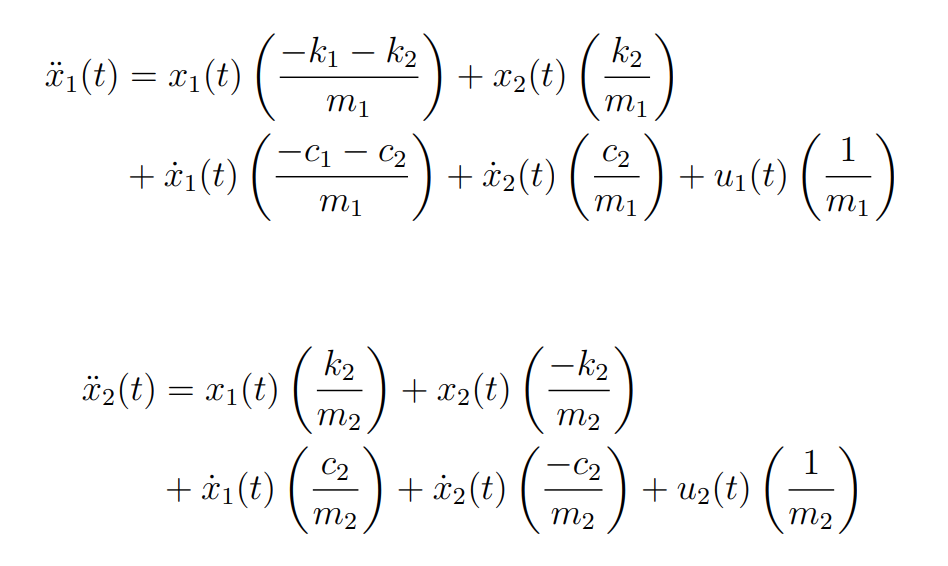 ẍ₁(t) = x₁(t) ((-k₁ - k₂)/m₁) + x₂(t) (k₂/m₁)
+ ẋ₁(t) ((-c₁ - c₂)/m₁) + ẋ₂(t) (c₂/m₁) + u₁(t) (1/m₁)
ẍ₂(t) = x₁(t) (k₂/m₂) + x₂(t) (-k₂/m₂)
+ ẋ₁(t) (c₂/m₂) + ẋ₂(t) (-c₂/m₂) + u₂(t) (1/m₂)